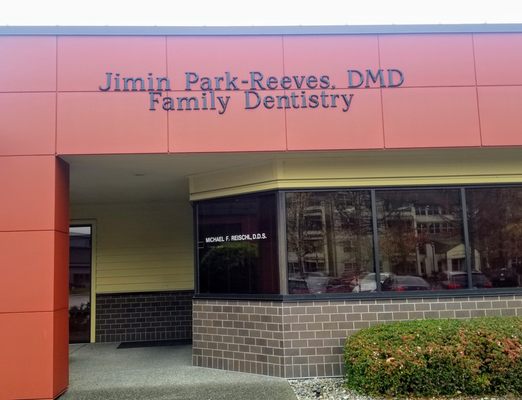 Jimin Park-Reeves, DMD
Family Dentistry
MICHAEL F. REISCHL, D.D.S.